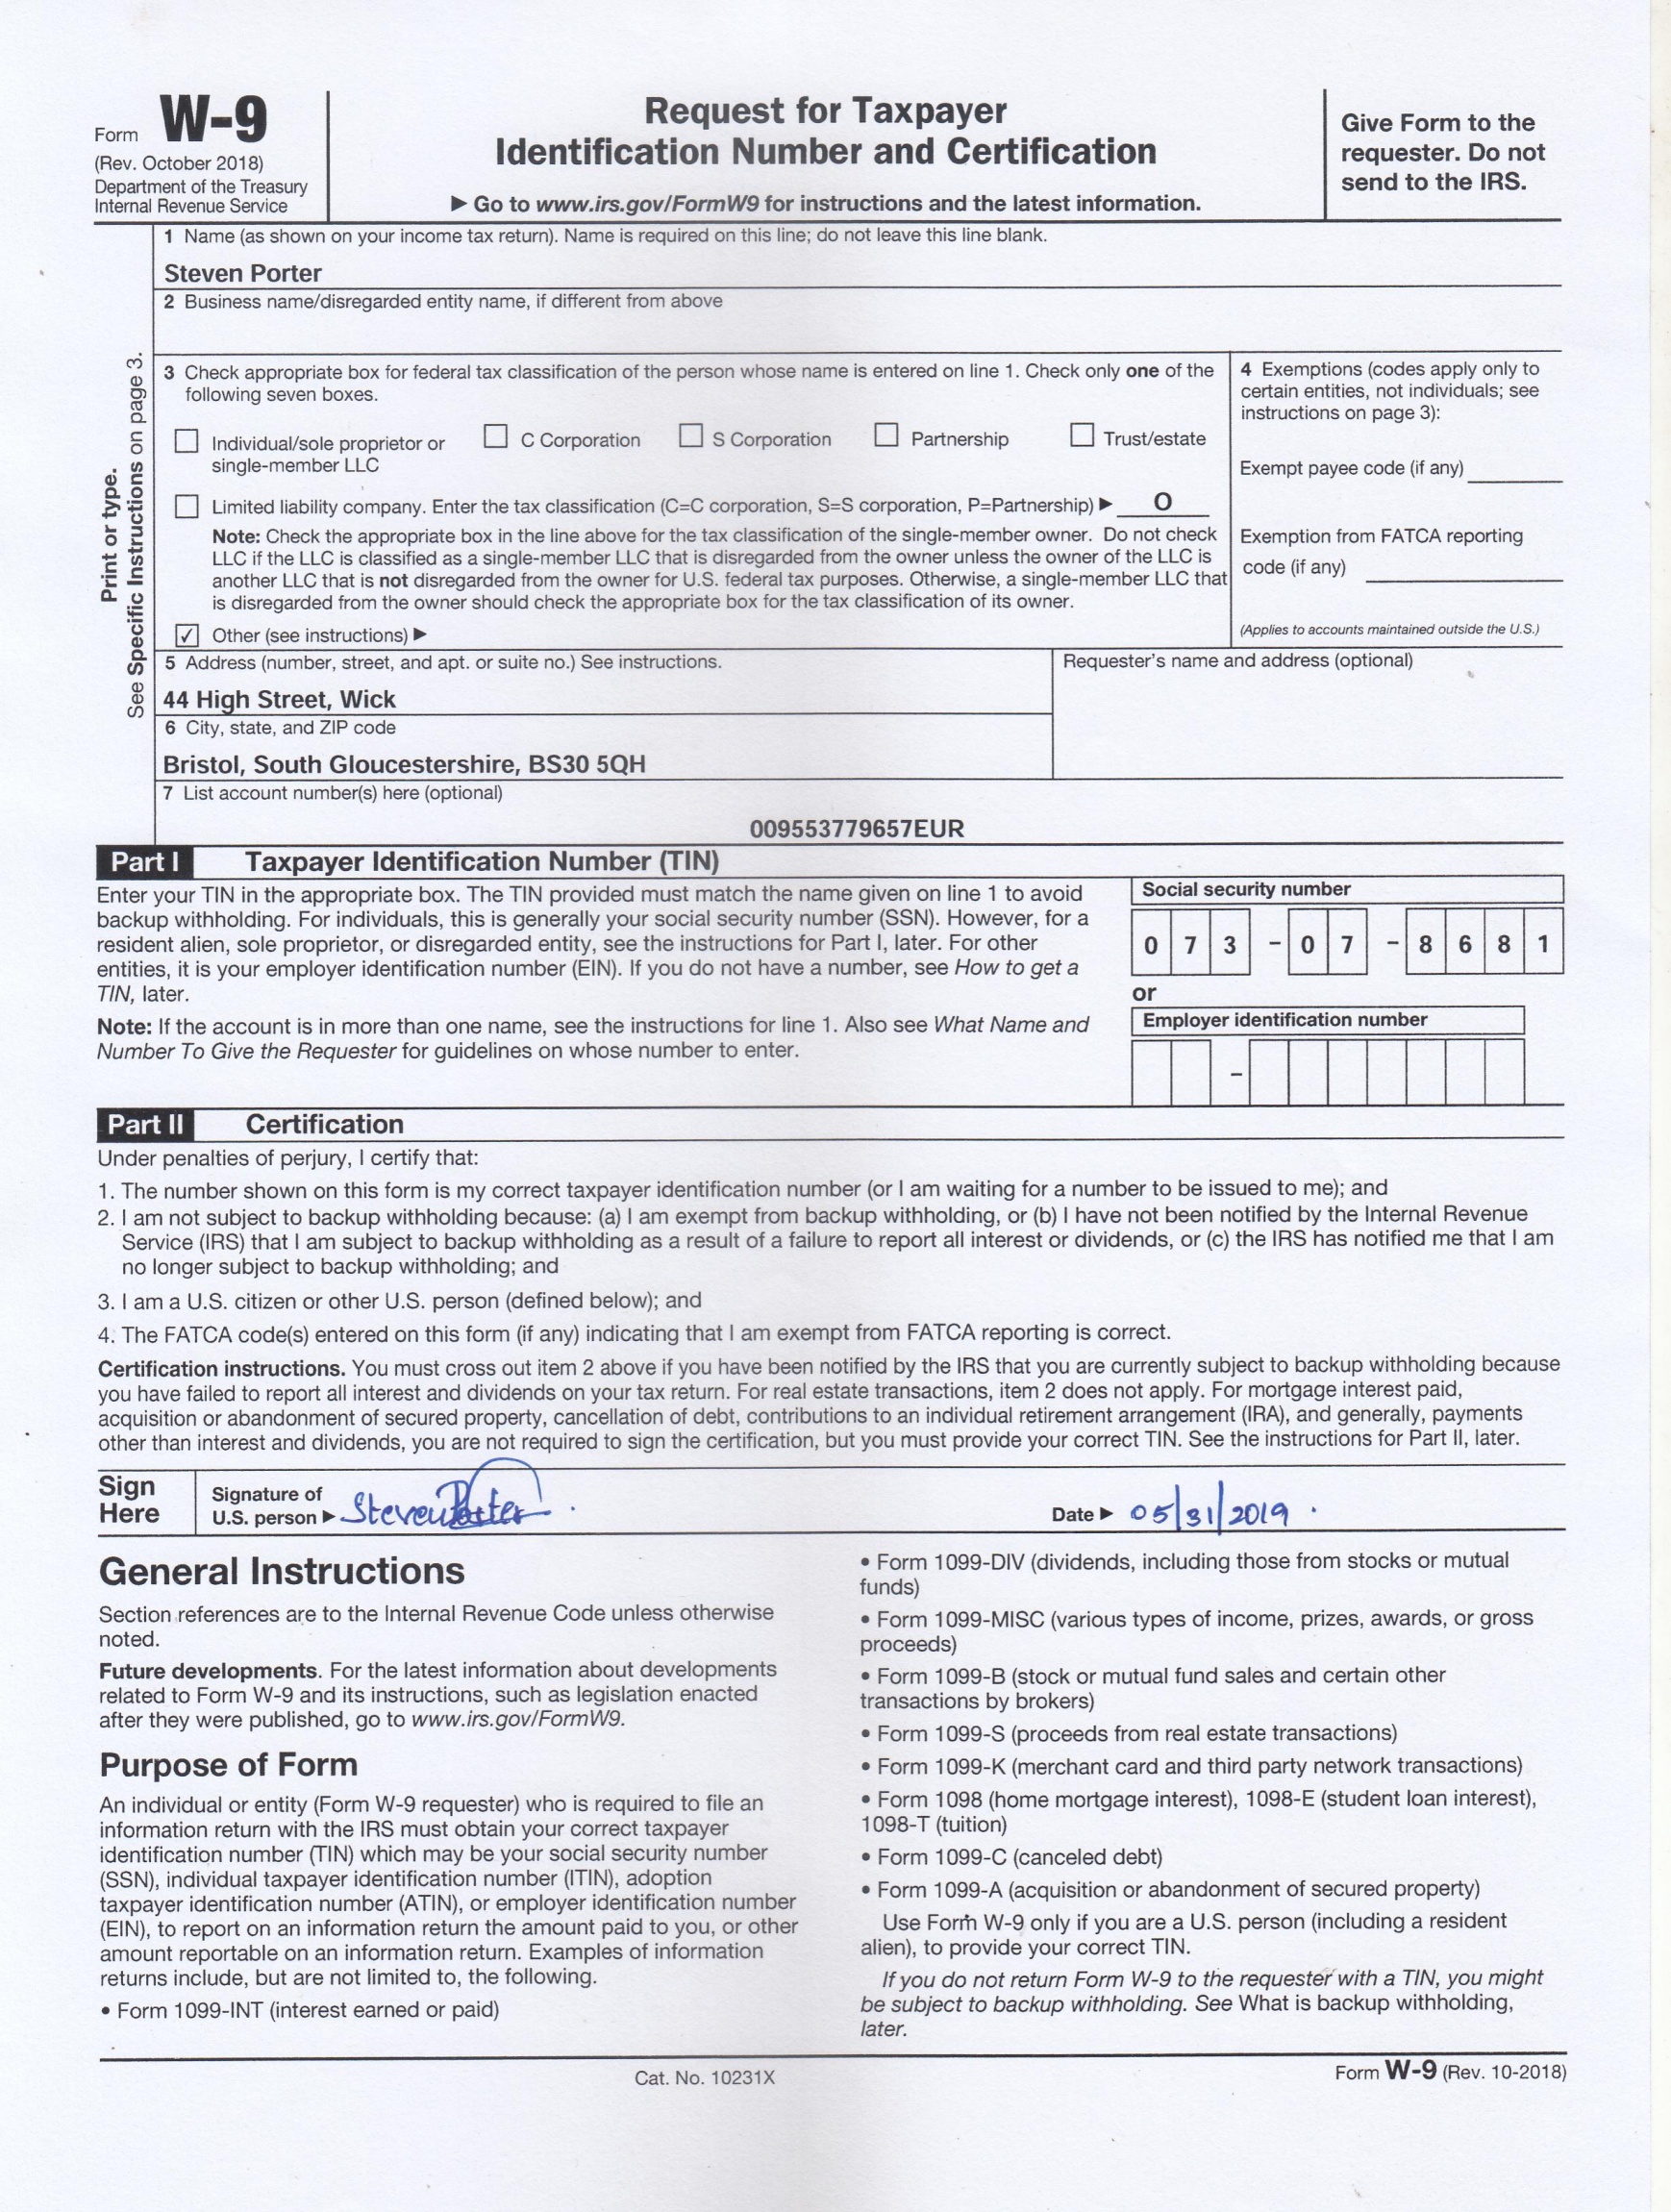 Form W-9
(Rev. October 2018)
Department of the Treasury
Internal Revenue Service
Request for Taxpayer
Identification Number and Certification
▶ Go to www.irs.gov/FormW9 for instructions and the latest information.
Give Form to the
requester. Do not
send to the IRS.
Print or type.
See Specific Instructions on page 3.
1 Name (as shown on your income tax return). Name is required on this line; do not leave this line blank.
Steven Porter
2 Business name/disregarded entity name, if different from above
3 Check appropriate box for federal tax classification of the person whose name is entered on line 1. Check only one of the
following seven boxes.
☐ Individual/sole proprietor or
single-member LLC
☐ C Corporation ☐ S Corporation ☐ Partnership ☐ Trust/estate
☐ Limited liability company. Enter the tax classification (C=C corporation, S=S corporation, P=Partnership) ▶ O
Note: Check the appropriate box in the line above for the tax classification of the single-member owner. Do not check
LLC if the LLC is classified as a single-member LLC that is disregarded from the owner unless the owner of the LLC is
another LLC that is not disregarded from the owner for U.S. federal tax purposes. Otherwise, a single-member LLC that
is disregarded from the owner should check the appropriate box for the tax classification of its owner.
☑ Other (see instructions) ▶
4 Exemptions (codes apply only to
certain entities, not individuals; see
instructions on page 3):
Exempt payee code (if any)
Exemption from FATCA reporting
code (if any)
(Applies to accounts maintained outside the U.S.)
5 Address (number, street, and apt. or suite no.) See instructions.
44 High Street, Wick
6 City, state, and ZIP code
Bristol, South Gloucestershire, BS30 5QH
Requester's name and address (optional)
7 List account number(s) here (optional)
009553779657EUR
Part I Taxpayer Identification Number (TIN)
Enter your TIN in the appropriate box. The TIN provided must match the name given on line 1 to avoid
backup withholding. For individuals, this is generally your social security number (SSN). However, for a
resident alien, sole proprietor, or disregarded entity, see the instructions for Part I, later. For other
entities, it is your employer identification number (EIN). If you do not have a number, see How to get a
TIN, later.
Note: If the account is in more than one name, see the instructions for line 1. Also see What Name and
Number To Give the Requester for guidelines on whose number to enter.
Social security number
0 7 3 - 0 7 - 8 6 8 1
or
Employer identification number
–
Part II Certification
Under penalties of perjury, I certify that:
1. The number shown on this form is my correct taxpayer identification number (or I am waiting for a number to be issued to me); and
2. I am not subject to backup withholding because: (a) I am exempt from backup withholding, or (b) I have not been notified by the Internal Revenue
Service (IRS) that I am subject to backup withholding as a result of a failure to report all interest or dividends, or (c) the IRS has notified me that I am
no longer subject to backup withholding; and
3. I am a U.S. citizen or other U.S. person (defined below); and
4. The FATCA code(s) entered on this form (if any) indicating that I am exempt from FATCA reporting is correct.
Certification instructions. You must cross out item 2 above if you have been notified by the IRS that you are currently subject to backup withholding because
you have failed to report all interest and dividends on your tax return. For real estate transactions, item 2 does not apply. For mortgage interest paid,
acquisition or abandonment of secured property, cancellation of debt, contributions to an individual retirement arrangement (IRA), and generally, payments
other than interest and dividends, you are not required to sign the certification, but you must provide your correct TIN. See the instructions for Part II, later.
Sign
Here
Signature of
U.S. person ▶ Steven Porter
Date ▶ 05/31/2019
General Instructions
Section references are to the Internal Revenue Code unless otherwise
noted.
Future developments. For the latest information about developments
related to Form W-9 and its instructions, such as legislation enacted
after they were published, go to www.irs.gov/FormW9.
Purpose of Form
An individual or entity (Form W-9 requester) who is required to file an
information return with the IRS must obtain your correct taxpayer
identification number (TIN) which may be your social security number
(SSN), individual taxpayer identification number (ITIN), adoption
taxpayer identification number (ATIN), or employer identification number
(EIN), to report on an information return the amount paid to you, or other
amount reportable on an information return. Examples of information
returns include, but are not limited to, the following.
• Form 1099-INT (interest earned or paid)
• Form 1099-DIV (dividends, including those from stocks or mutual
funds)
• Form 1099-MISC (various types of income, prizes, awards, or gross
proceeds)
• Form 1099-B (stock or mutual fund sales and certain other
transactions by brokers)
• Form 1099-S (proceeds from real estate transactions)
• Form 1099-K (merchant card and third party network transactions)
• Form 1098 (home mortgage interest), 1098-E (student loan interest),
1098-T (tuition)
• Form 1099-C (canceled debt)
• Form 1099-A (acquisition or abandonment of secured property)
Use Form W-9 only if you are a U.S. person (including a resident
alien), to provide your correct TIN.
If you do not return Form W-9 to the requester with a TIN, you might
be subject to backup withholding. See What is backup withholding,
later.
Cat. No. 10231X
Form W-9 (Rev. 10-2018)